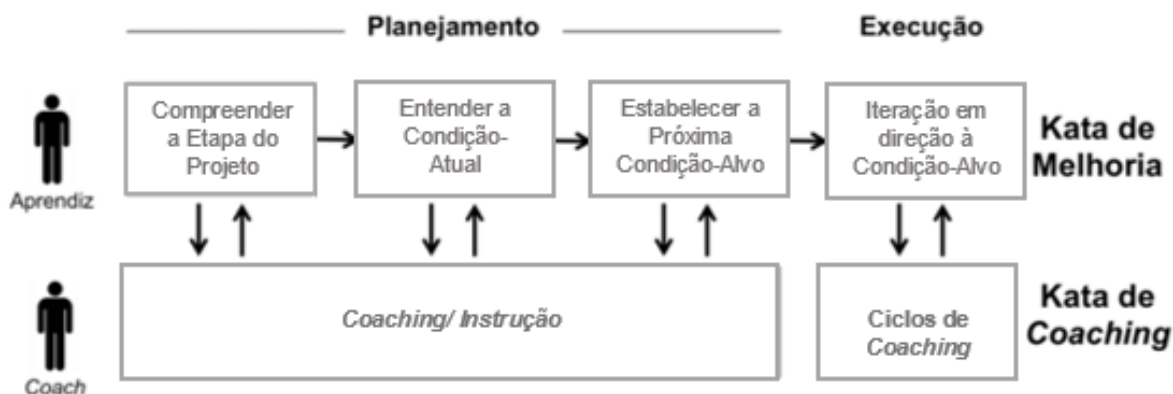 Planejamento
Execução
Compreender
a Etapa do
Projeto
Entender a
Condição-
Atual
Estabelecer a
Próxima
Condição-Alvo
Iteração em
direção à
Condição-Alvo
Kata de
Melhoria
Aprendiz
Coaching/ Instrução
Ciclos de
Coaching
Kata de
Coaching
Coach